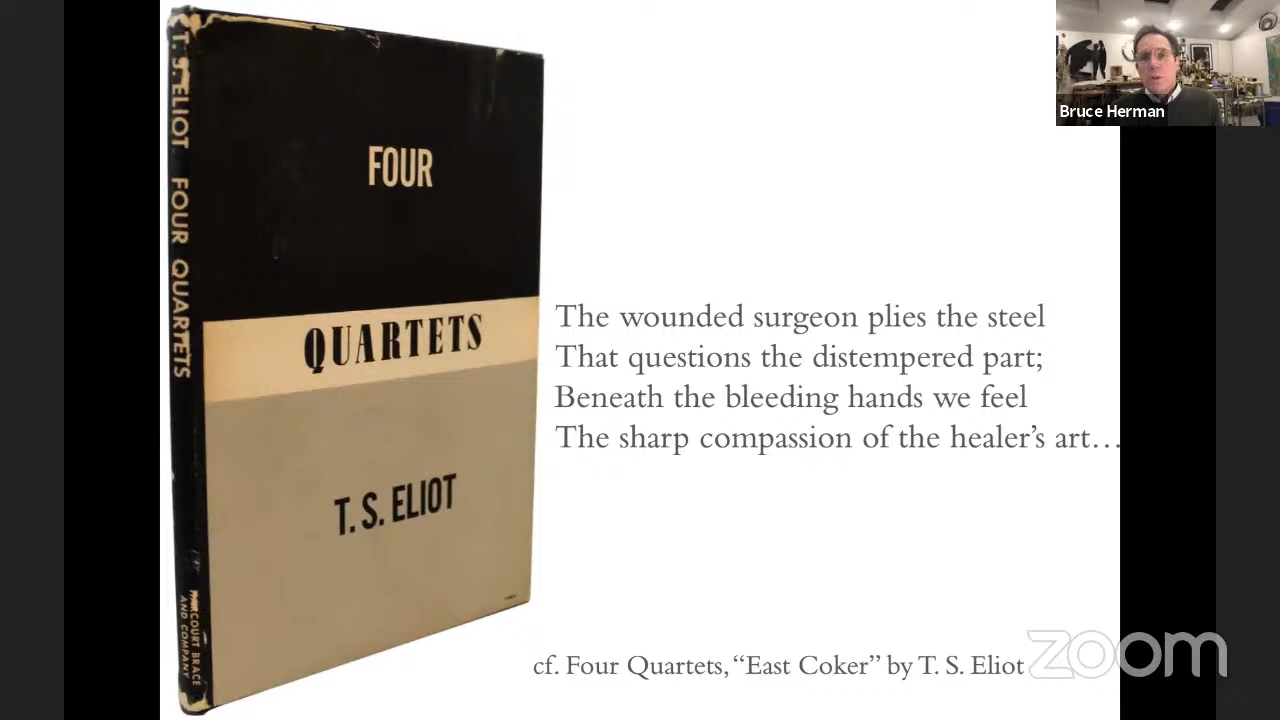 T. S. ELIOT FOUR QUARTETS
HARCOURT BRACE
AND COMPANY
FOUR
QUARTETS
T. S. ELIOT
Bruce Herman
The wounded surgeon plies the steel
That questions the distempered part;
Beneath the bleeding hands we feel
The sharp compassion of the healer’s art…
cf. Four Quartets, “East Coker” by T. S. Eliot
zoom